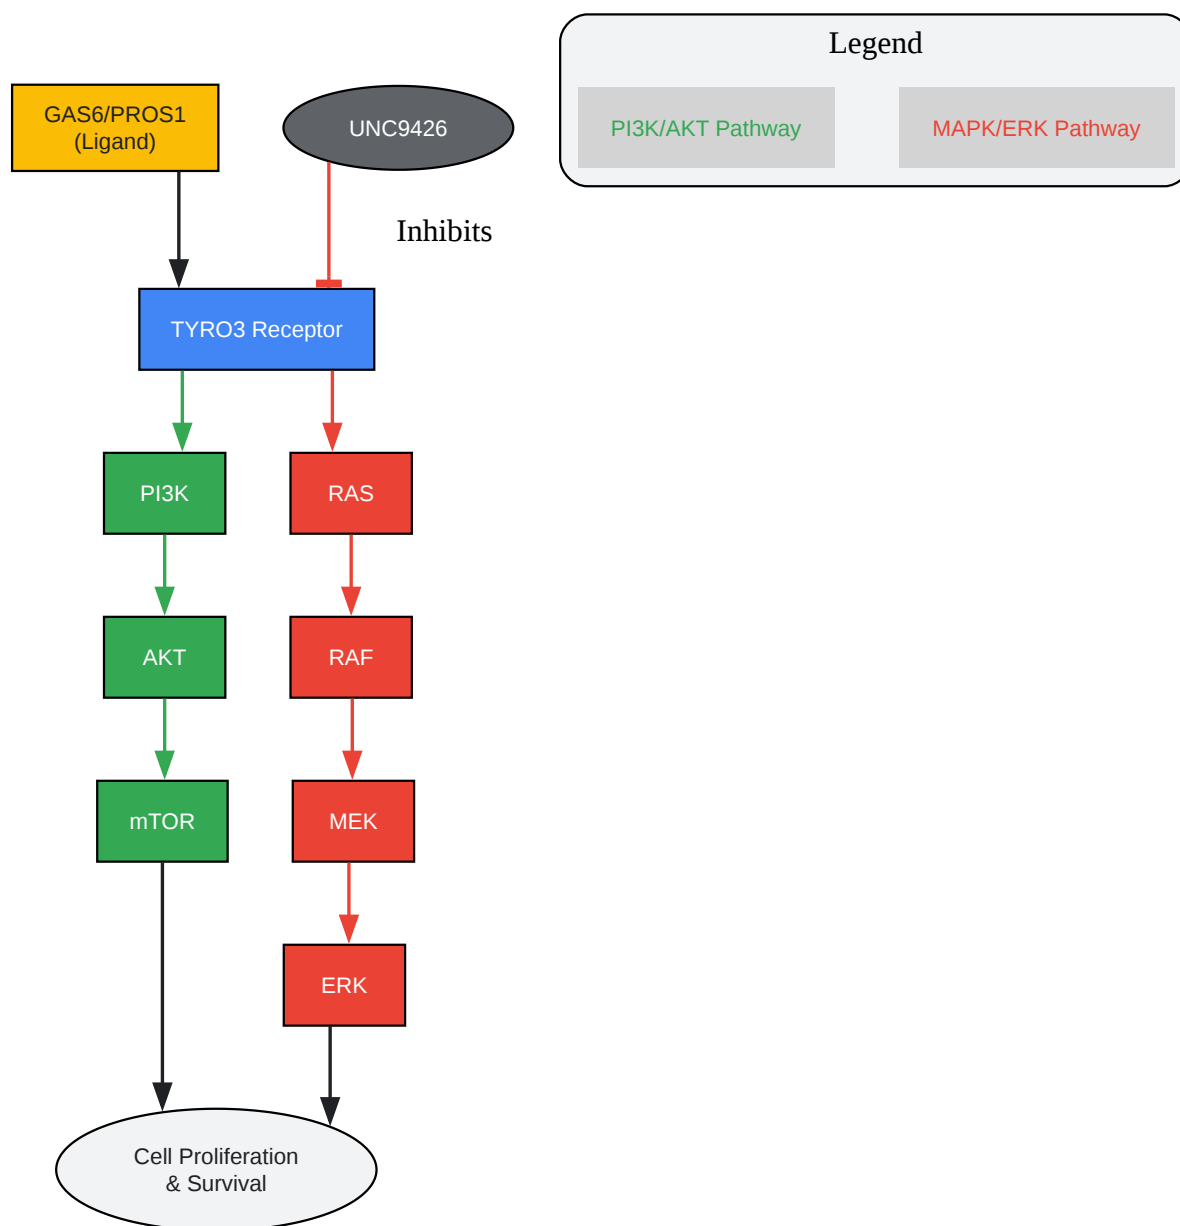 Legend
GAS6/PROS1
(Ligand)
UNC9426
PI3K/AKT Pathway
MAPK/ERK Pathway
Inhibits
TYRO3 Receptor
PI3K
RAS
AKT
RAF
mTOR
MEK
ERK
Cell Proliferation
& Survival